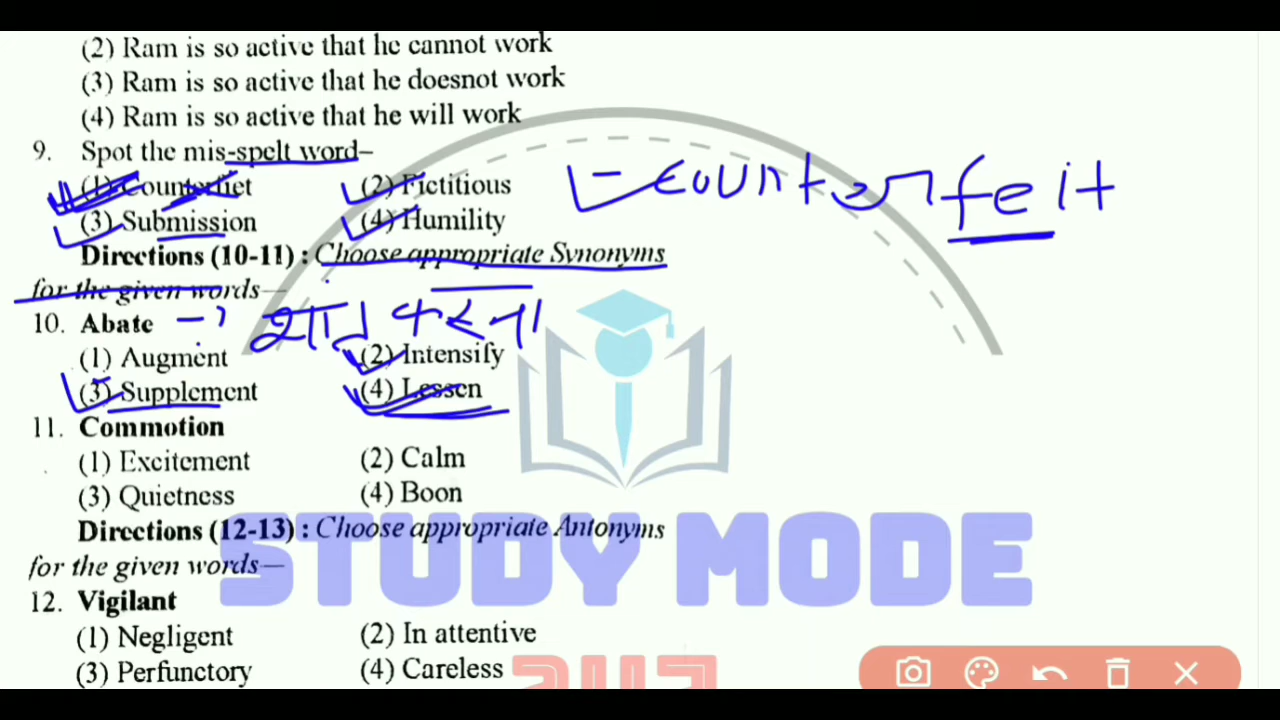 (2) Ram is so active that he cannot work
(3) Ram is so active that he doesnot work
(4) Ram is so active that he will work
9. Spot the mis-spelt word–
(1) Counterfiet (2) Fictitious
counterfeit
(3) Submission (4) Humility
Directions (10-11) : Choose appropriate Synonyms
for the given words—
10. Abate → शांत करना
(1) Augment (2) Intensify
(3) Supplement (4) Lessen
11. Commotion
(1) Excitement (2) Calm
(3) Quietness (4) Boon
Directions (12-13) : Choose appropriate Antonyms
for the given words—
STUDY MODE
12. Vigilant
(1) Negligent (2) In attentive
(3) Perfunctory (4) Careless